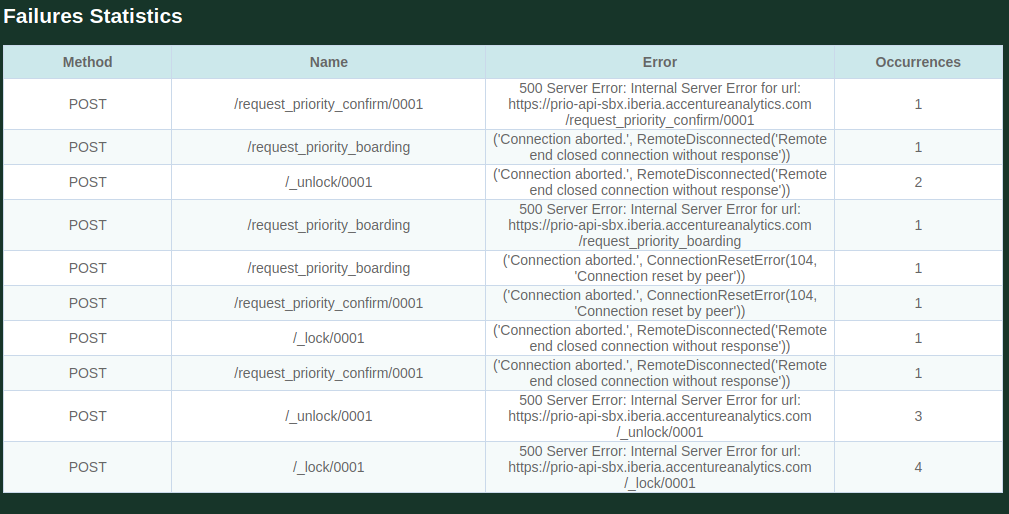 Failures Statistics
Method Name Error Occurrences
500 Server Error: Internal Server Error for url:
POST /request_priority_confirm/0001 https://prio-api-sbx.iberia.accentureanalytics.com 1
/request_priority_confirm/0001
POST /request_priority_boarding ('Connection aborted.', RemoteDisconnected('Remote 1
end closed connection without response'))
POST /_unlock/0001 ('Connection aborted.', RemoteDisconnected('Remote 2
end closed connection without response'))
500 Server Error: Internal Server Error for url:
POST /request_priority_boarding https://prio-api-sbx.iberia.accentureanalytics.com 1
/request_priority_boarding
POST /request_priority_boarding ('Connection aborted.', ConnectionResetError(104, 1
'Connection reset by peer'))
POST /request_priority_confirm/0001 ('Connection aborted.', ConnectionResetError(104, 1
'Connection reset by peer'))
POST /_lock/0001 ('Connection aborted.', RemoteDisconnected('Remote 1
end closed connection without response'))
POST /request_priority_confirm/0001 ('Connection aborted.', RemoteDisconnected('Remote 1
end closed connection without response'))
500 Server Error: Internal Server Error for url:
POST /_unlock/0001 https://prio-api-sbx.iberia.accentureanalytics.com 3
/_unlock/0001
500 Server Error: Internal Server Error for url:
POST /_lock/0001 https://prio-api-sbx.iberia.accentureanalytics.com 4
/_lock/0001